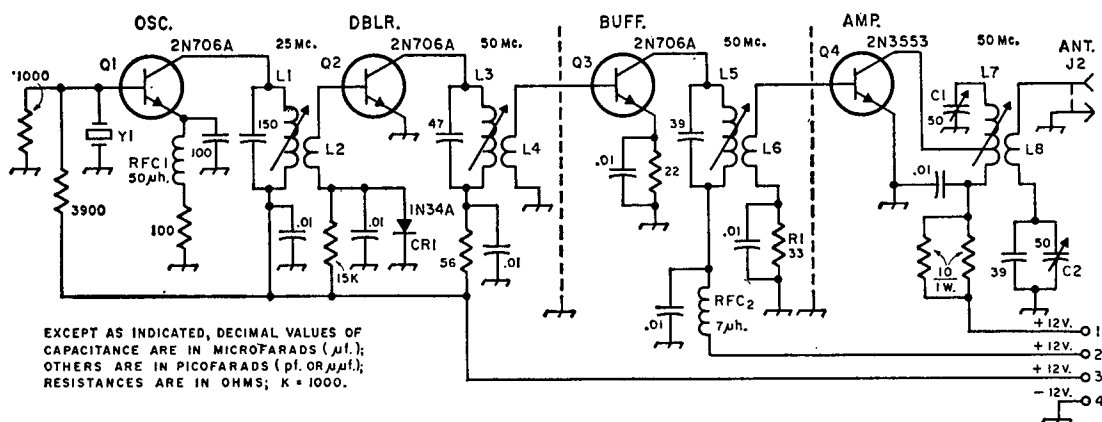 OSC.
DBLR.
BUFF.
AMP.
2N706A
25 Mc.
2N706A
50 Mc.
2N706A
50 Mc.
2N3553
50 Mc.
ANT.
J2
Q1
L1
Q2
L3
Q3
L5
Q4
C1
L7
1000
50
150
47
39
Y1
100
L2
L4
L6
L8
RFC1
50μh.
.01
22
.01
3900
.01
.01
1N34A
CR1
.01
R1
33
50
100
15K
56
.01
10
1W.
39
C2
.01
RFC2
7μh.
EXCEPT AS INDICATED, DECIMAL VALUES OF
CAPACITANCE ARE IN MICROFARADS (μf.);
OTHERS ARE IN PICOFARADS (pf. OR μμf.);
RESISTANCES ARE IN OHMS; K = 1000.
+12V. 1
+12V. 2
+12V. 3
-12V. 4